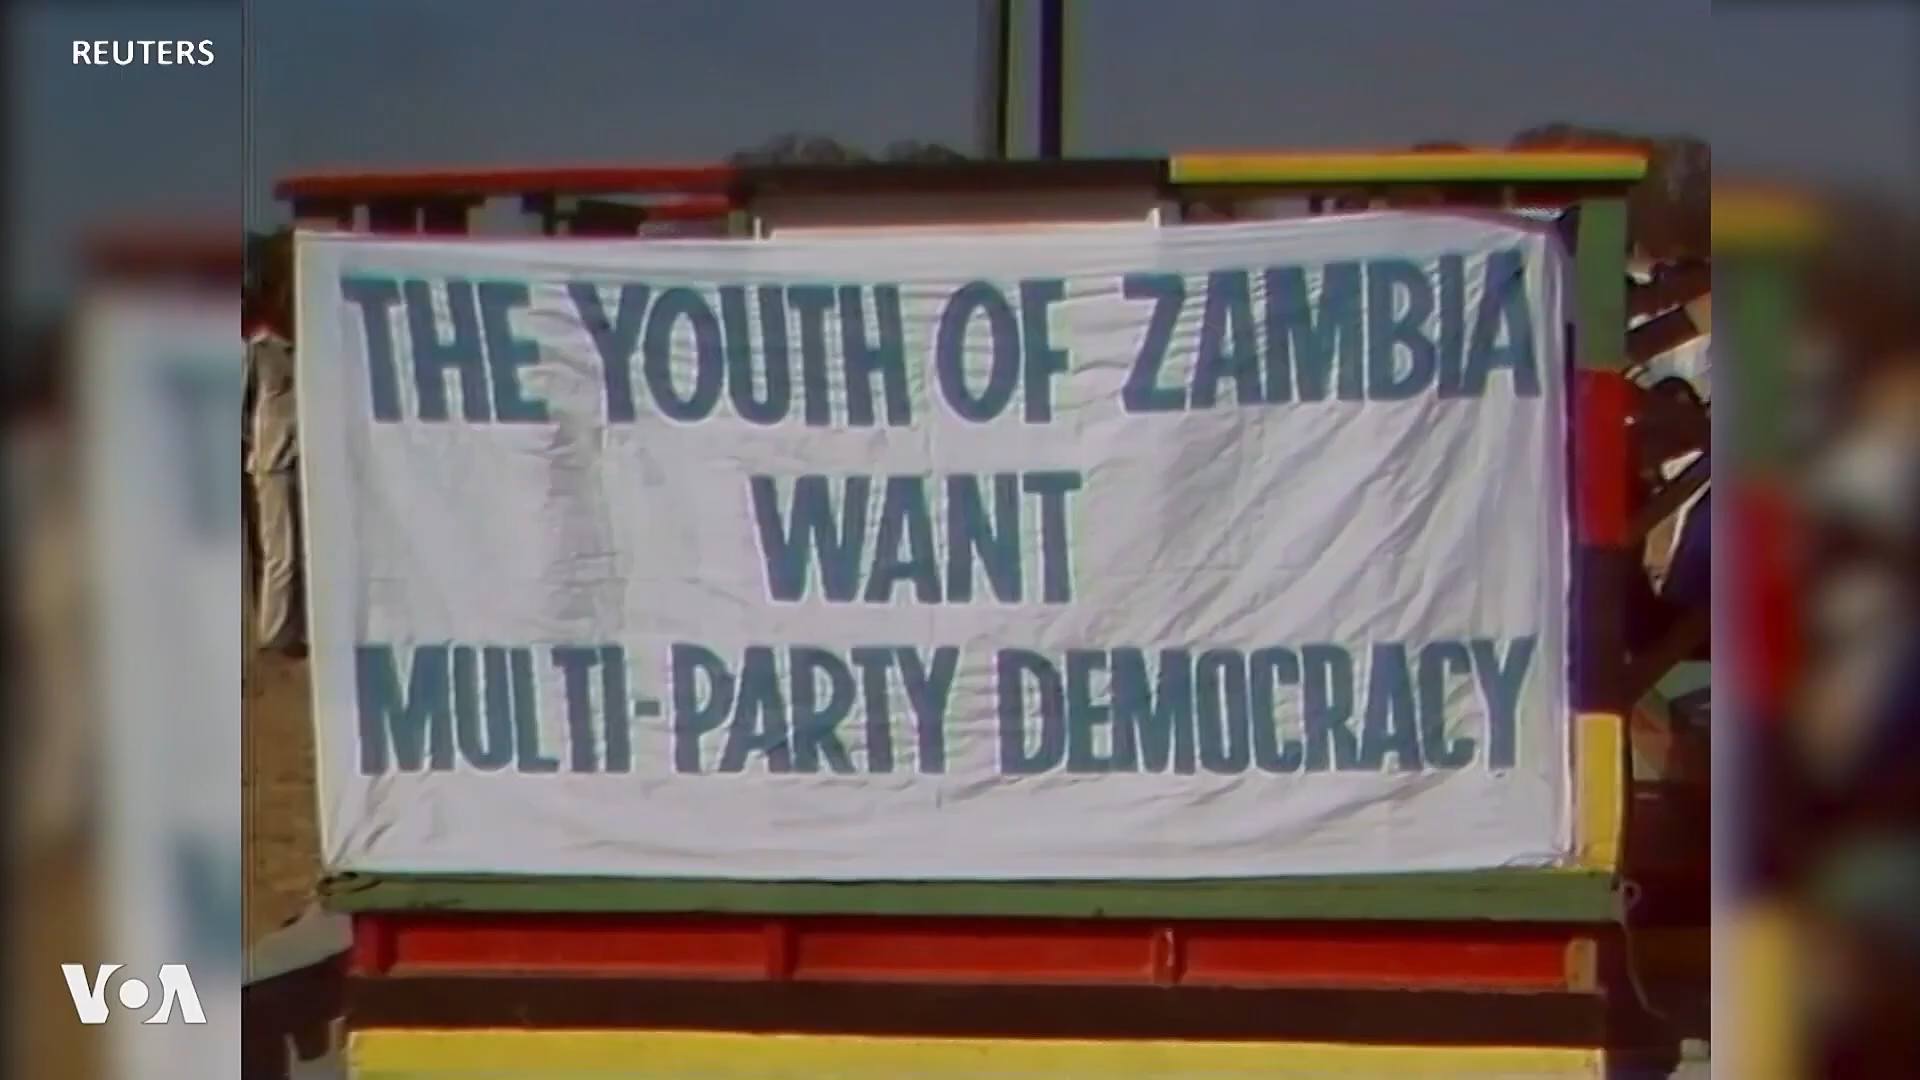 REUTERS
THE YOUTH OF ZAMBIA
WANT
MULTI-PARTY DEMOCRACY
VOA